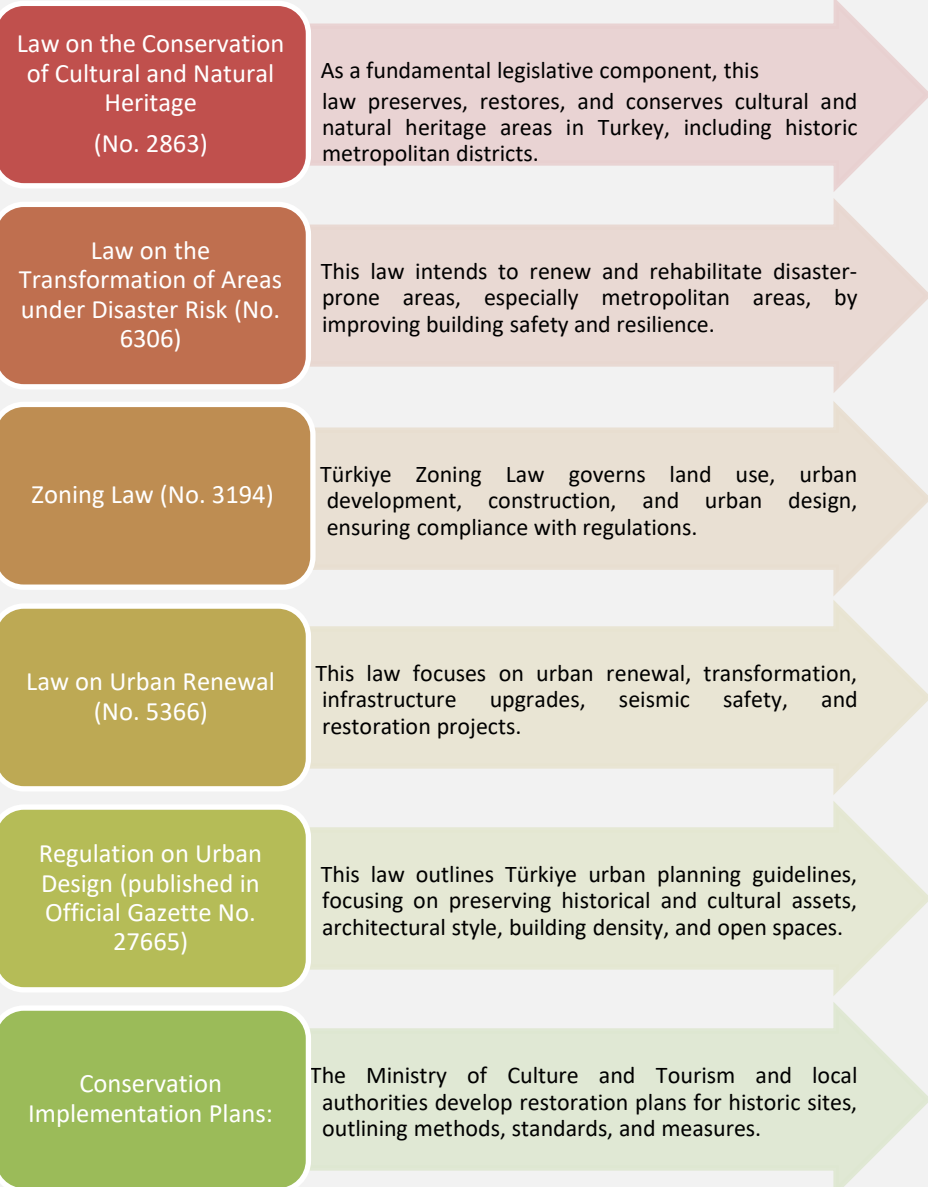 Law on the Conservation
of Cultural and Natural
Heritage
(No. 2863)
As a fundamental legislative component, this
law preserves, restores, and conserves cultural and
natural heritage areas in Turkey, including historic
metropolitan districts.
Law on the
Transformation of Areas
under Disaster Risk (No.
6306)
This law intends to renew and rehabilitate disaster-
prone areas, especially metropolitan areas, by
improving building safety and resilience.
Zoning Law (No. 3194)
Türkiye Zoning Law governs land use, urban
development, construction, and urban design,
ensuring compliance with regulations.
Law on Urban Renewal
(No. 5366)
This law focuses on urban renewal, transformation,
infrastructure upgrades, seismic safety, and
restoration projects.
Regulation on Urban
Design (published in
Official Gazette No.
27665)
This law outlines Türkiye urban planning guidelines,
focusing on preserving historical and cultural assets,
architectural style, building density, and open spaces.
Conservation
Implementation Plans:
The Ministry of Culture and Tourism and local
authorities develop restoration plans for historic sites,
outlining methods, standards, and measures.